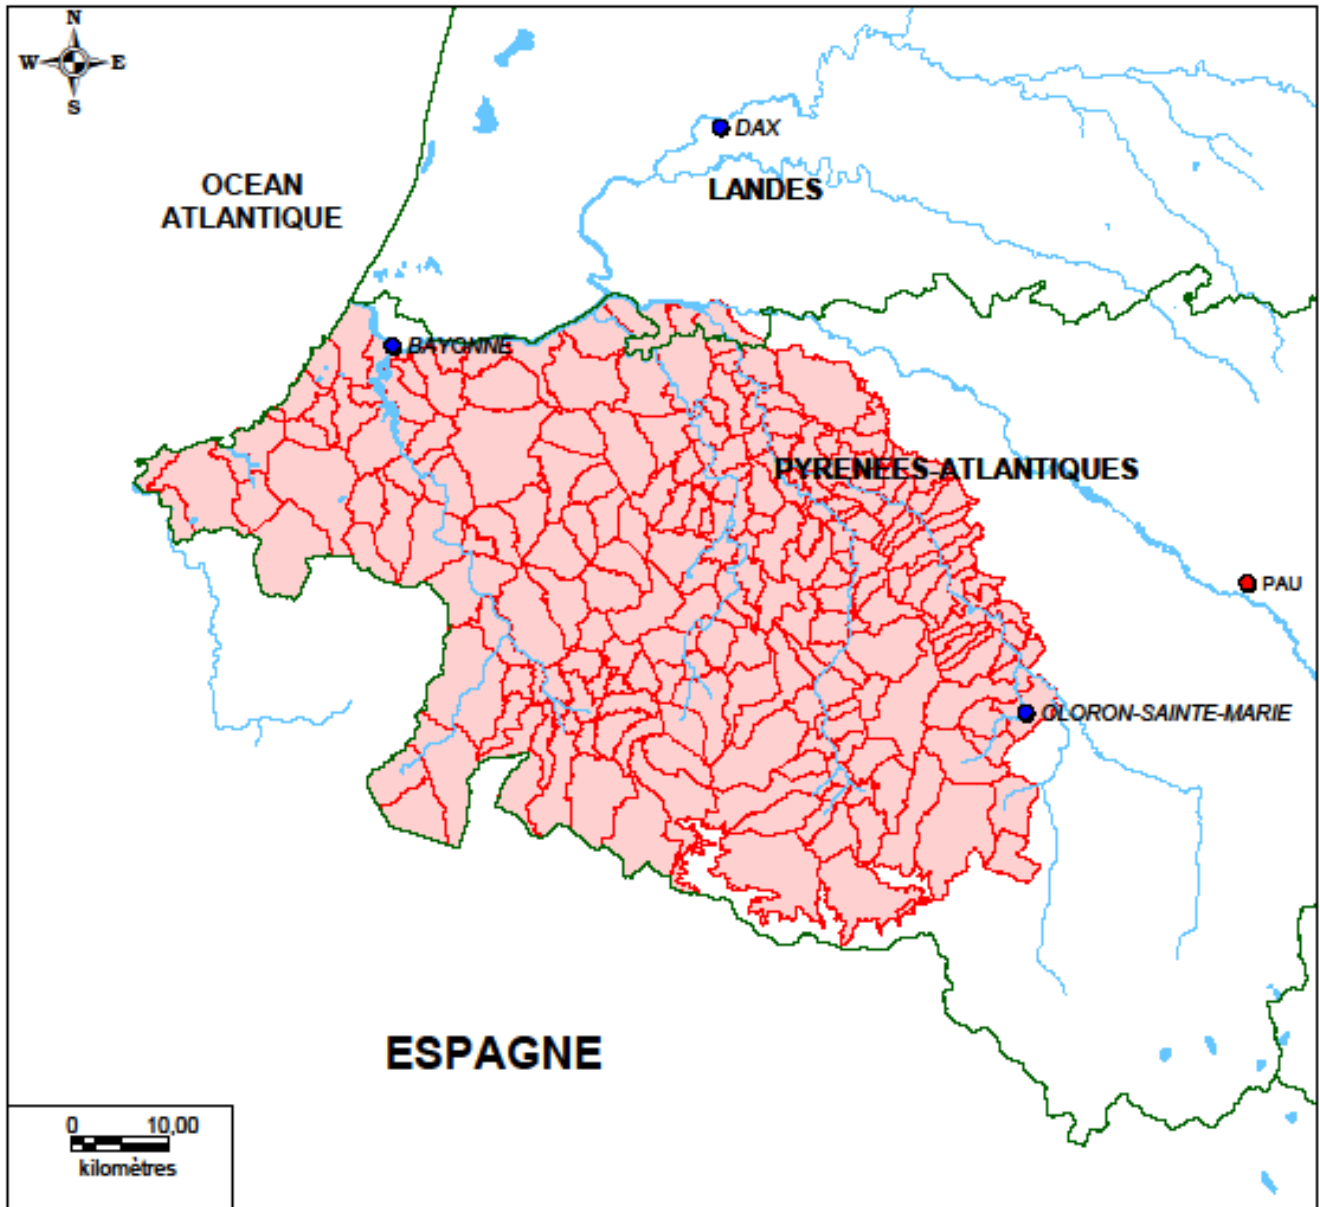 N
W E
S
DAX
OCEAN
ATLANTIQUE
LANDES
BAYONNE
PYRENEES-ATLANTIQUES
PAU
OLORON-SAINTE-MARIE
ESPAGNE
0 10,00
kilomètres